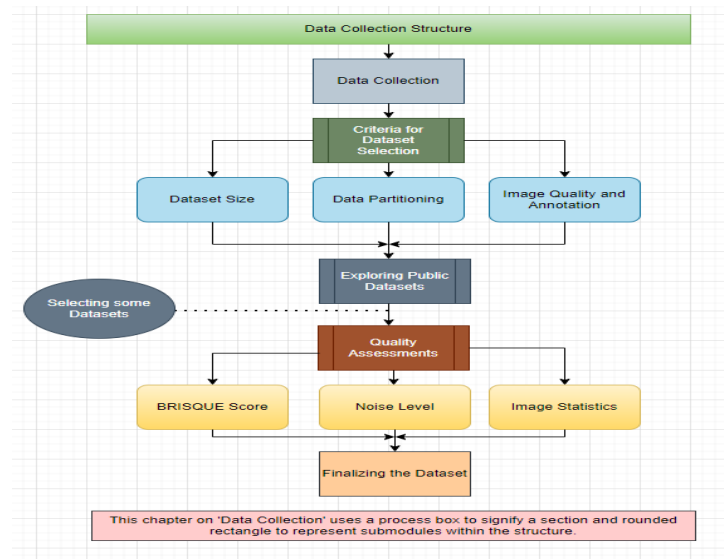 Data Collection Structure
Data Collection
Criteria for
Dataset
Selection
Dataset Size
Data Partitioning
Image Quality and
Annotation
Exploring Public
Datasets
Selecting some
Datasets
Quality
Assessments
BRISQUE Score
Noise Level
Image Statistics
Finalizing the Dataset
This chapter on 'Data Collection' uses a process box to signify a section and rounded
rectangle to represent submodules within the structure.